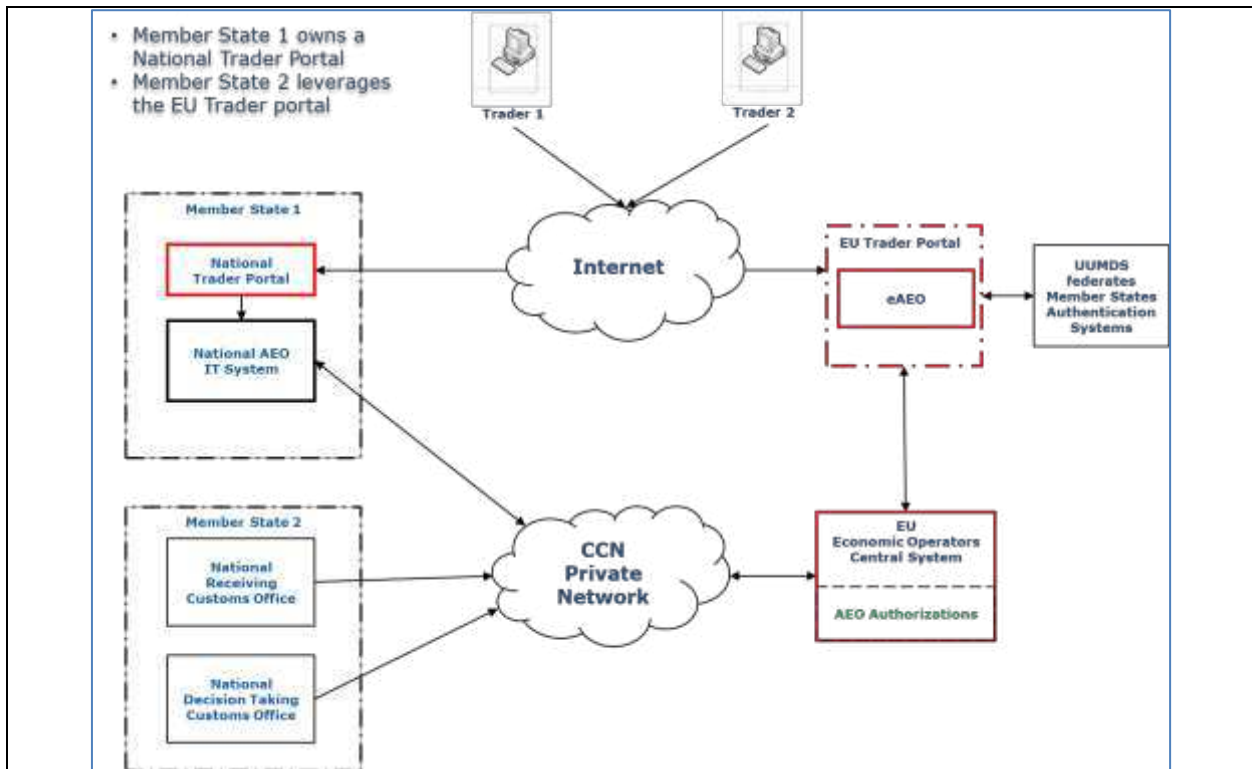 • Member State 1 owns a
National Trader Portal
• Member State 2 leverages
the EU Trader portal
Trader 1
Trader 2
Member State 1
National
Trader Portal
National AEO
IT System
Internet
EU Trader Portal
eAEO
UUMDS
federates
Member States
Authentication
Systems
Member State 2
National
Receiving
Customs Office
National
Decision Taking
Customs Office
CCN
Private
Network
EU
Economic Operators
Central System
AEO Authorizations